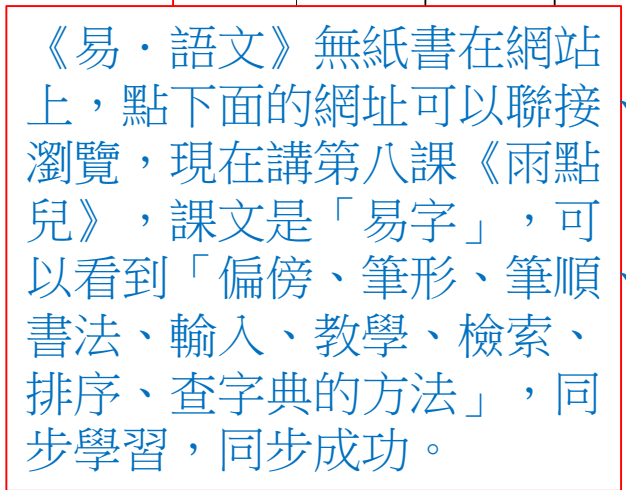 《易・語文》無紙書在網站
上，點下面的網址可以聯接
瀏覽，現在講第八課《雨點
兒》，課文是「易字」，可
以看到「偏傍、筆形、筆順
書法、輸入、教學、檢索、
排序、查字典的方法」，同
步學習，同步成功。